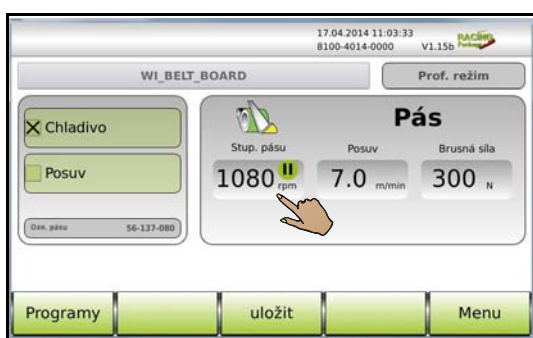 17.04.2014 11:03:33
8100-4014-0000 V1.15b RACING
WI_BELT_BOARD Prof. režim
Chladivo
Posuv
Ozn. pásu 56-137-080
Pás
Stup. pásu Posuv Brusná síla
1080 rpm 7.0 m/min 300 N
Programy uložit Menu